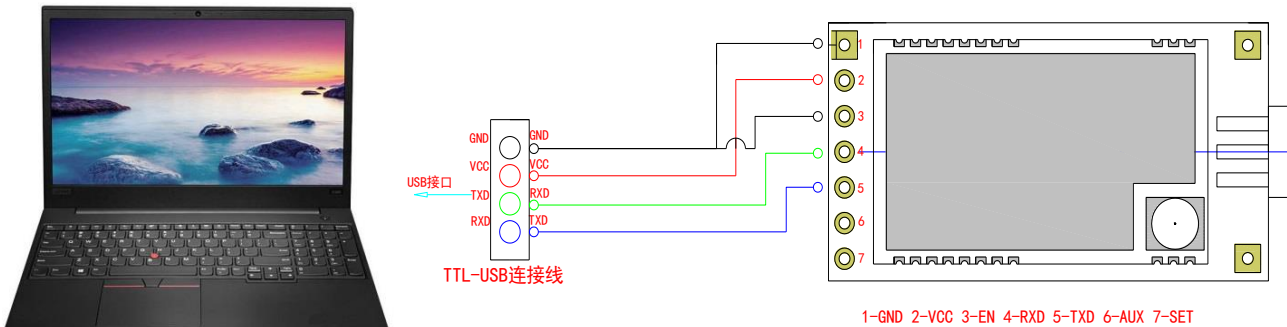 GND GND
VCC VCC
USB接口
TXD RXD
RXD TXD
TTL-USB连接线
1
2
3
4
5
6
7
1-GND 2-VCC 3-EN 4-RXD 5-TXD 6-AUX 7-SET